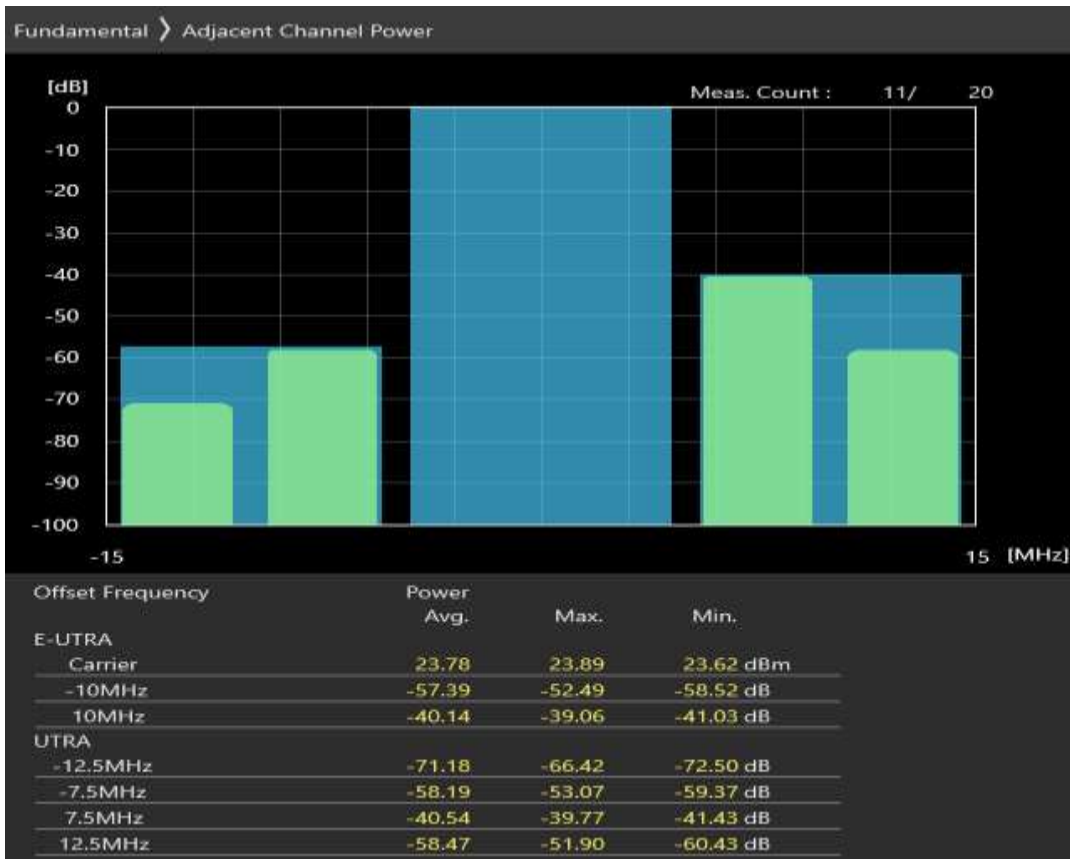 Fundamental 〉 Adjacent Channel Power
[dB]
Meas. Count : 11/ 20
0
-10
-20
-30
-40
-50
-60
-70
-80
-90
-100
-15 15 [MHz]
Offset Frequency Power
Avg. Max. Min.
E-UTRA
Carrier 23.78 23.89 23.62 dBm
-10MHz -57.39 -52.49 -58.52 dB
10MHz -40.14 -39.06 -41.03 dB
UTRA
-12.5MHz -71.18 -66.42 -72.50 dB
-7.5MHz -58.19 -53.07 -59.37 dB
7.5MHz -40.54 -39.77 -41.43 dB
12.5MHz -58.47 -51.90 -60.43 dB